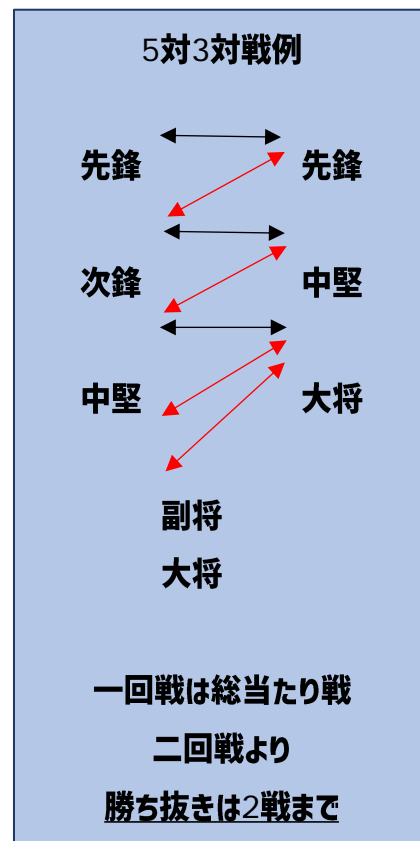 5対3対戦例
先鋒 先鋒
次鋒 中堅
中堅 大将
副将
大将
一回戦は総当たり戦
二回戦より
勝ち抜きは2戦まで